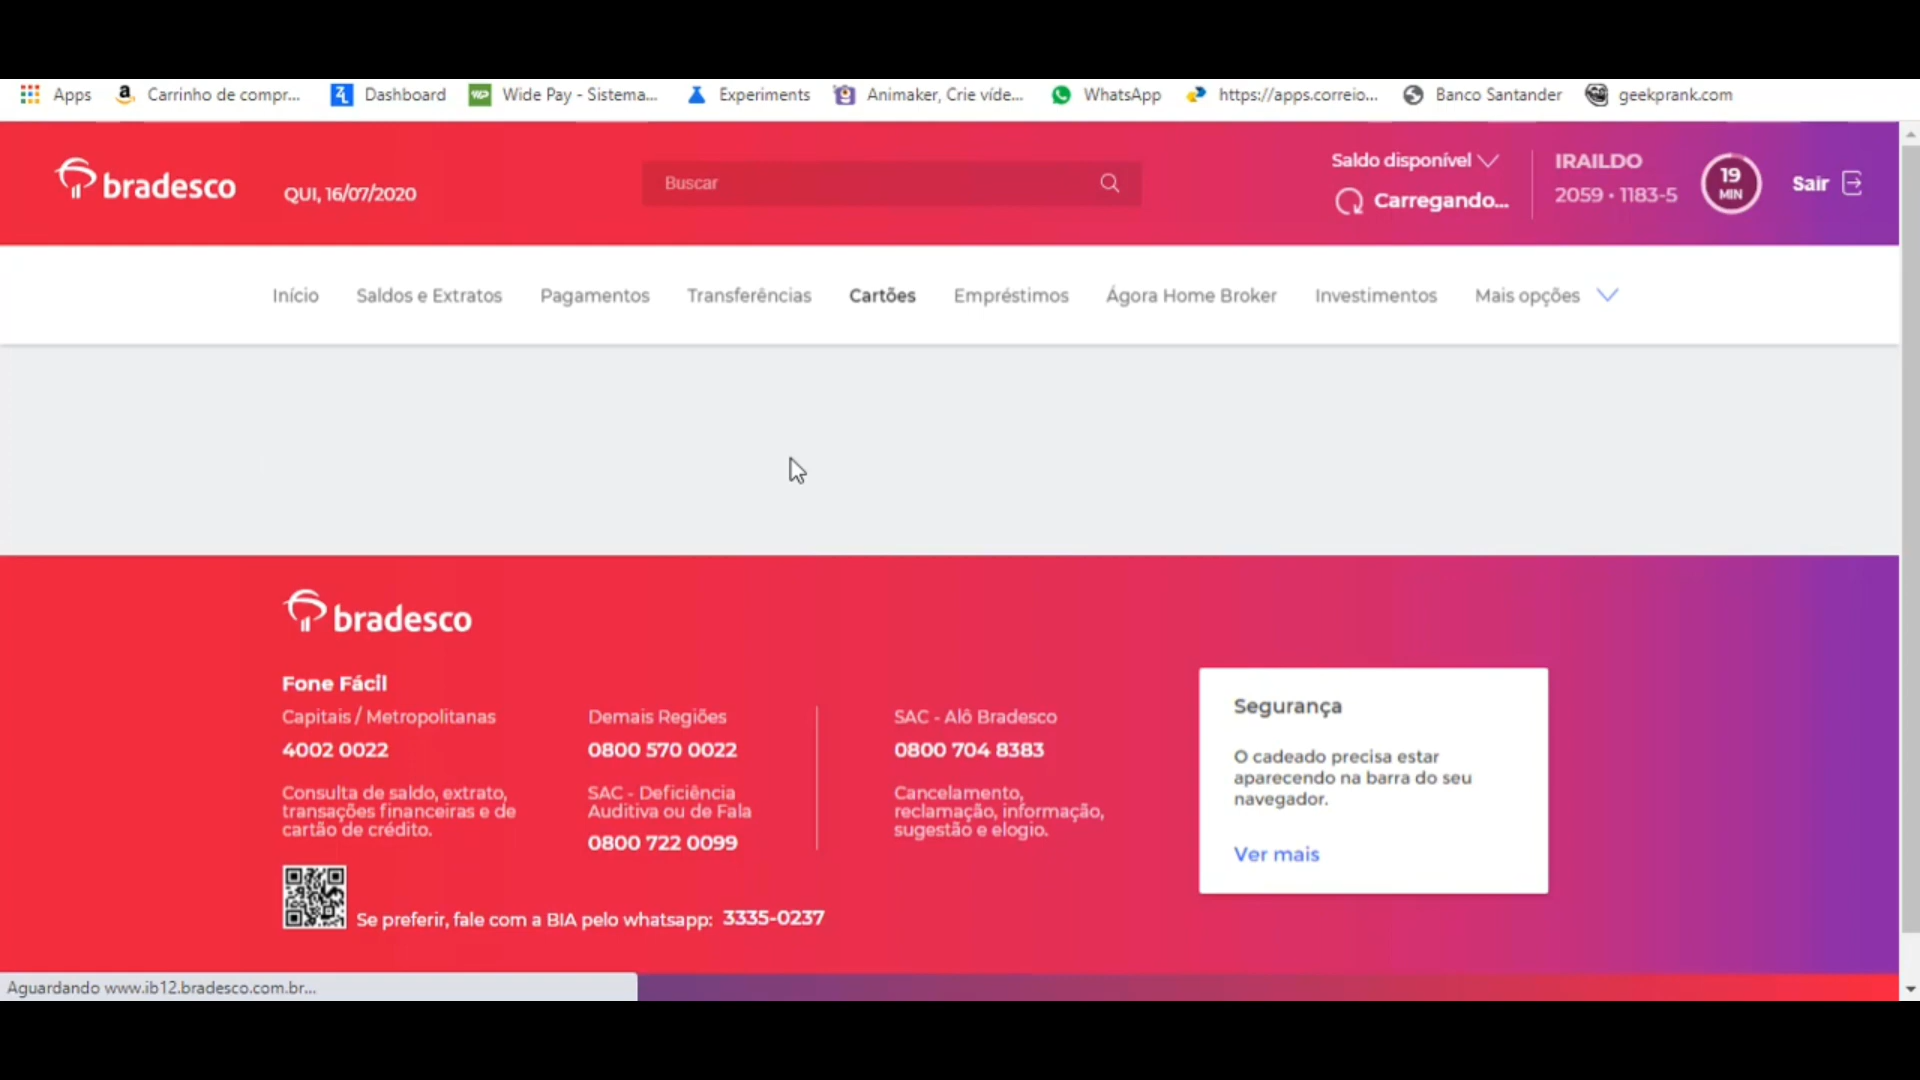 Apps Carrinho de compr... Dashboard Wide Pay - Sistema... Experiments Animaker, Crie víde... WhatsApp https://apps.correio... Banco Santander geekprank.com
bradesco
QUI, 16/07/2020
Buscar
Saldo disponível
Carregando...
IRAILDO
2059 • 1183-5
19
MIN
Sair
Início Saldos e Extratos Pagamentos Transferências Cartões Empréstimos Ágora Home Broker Investimentos Mais opções
bradesco
Fone Fácil
Capitais / Metropolitanas
4002 0022
Consulta de saldo, extrato,
transações financeiras e de
cartão de crédito.
Demais Regiões
0800 570 0022
SAC - Deficiência
Auditiva ou de Fala
0800 722 0099
SAC - Alô Bradesco
0800 704 8383
Cancelamento,
reclamação, informação,
sugestão e elogio.
Segurança
O cadeado precisa estar
aparecendo na barra do seu
navegador.
Ver mais
Se preferir, fale com a BIA pelo whatsapp: 3335-0237
Aguardando www.ib12.bradesco.com.br...